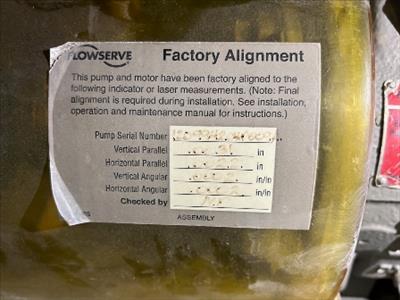 FLOWSERVE Factory Alignment
This pump and motor have been factory aligned to the
following indicator or laser measurements. (Note: Final
alignment is required during installation. See installation,
operation and maintenance manual for instructions.)
Pump Serial Number
Vertical Parallel in
Horizontal Parallel in
Vertical Angular in/in
Horizontal Angular in/in
Checked by
ASSEMBLY